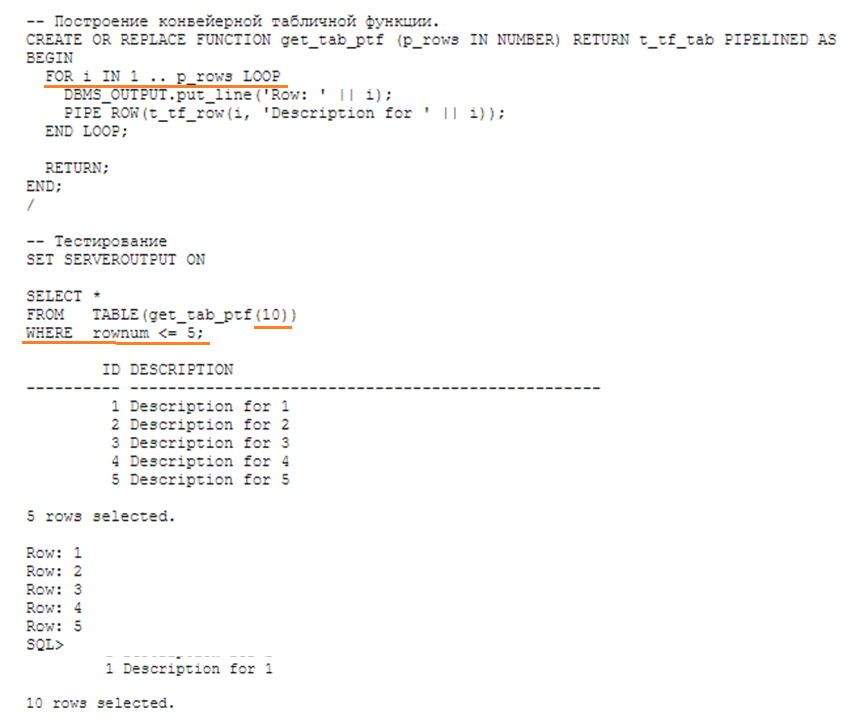 -- Построение конвейерной табличной функции.
CREATE OR REPLACE FUNCTION get_tab_ptf (p_rows IN NUMBER) RETURN t_tf_tab PIPELINED AS
BEGIN
  FOR i IN 1 .. p_rows LOOP
    DBMS_OUTPUT.put_line('Row: ' || i);
    PIPE ROW(t_tf_row(i, 'Description for ' || i));
  END LOOP;

  RETURN;
END;
/

-- Тестирование
SET SERVEROUTPUT ON

SELECT *
FROM   TABLE(get_tab_ptf(10))
WHERE  rownum <= 5;

        ID DESCRIPTION
---------- --------------------------------------------------
         1 Description for 1
         2 Description for 2
         3 Description for 3
         4 Description for 4
         5 Description for 5

5 rows selected.

Row: 1
Row: 2
Row: 3
Row: 4
Row: 5
SQL>
         1 Description for 1

10 rows selected.